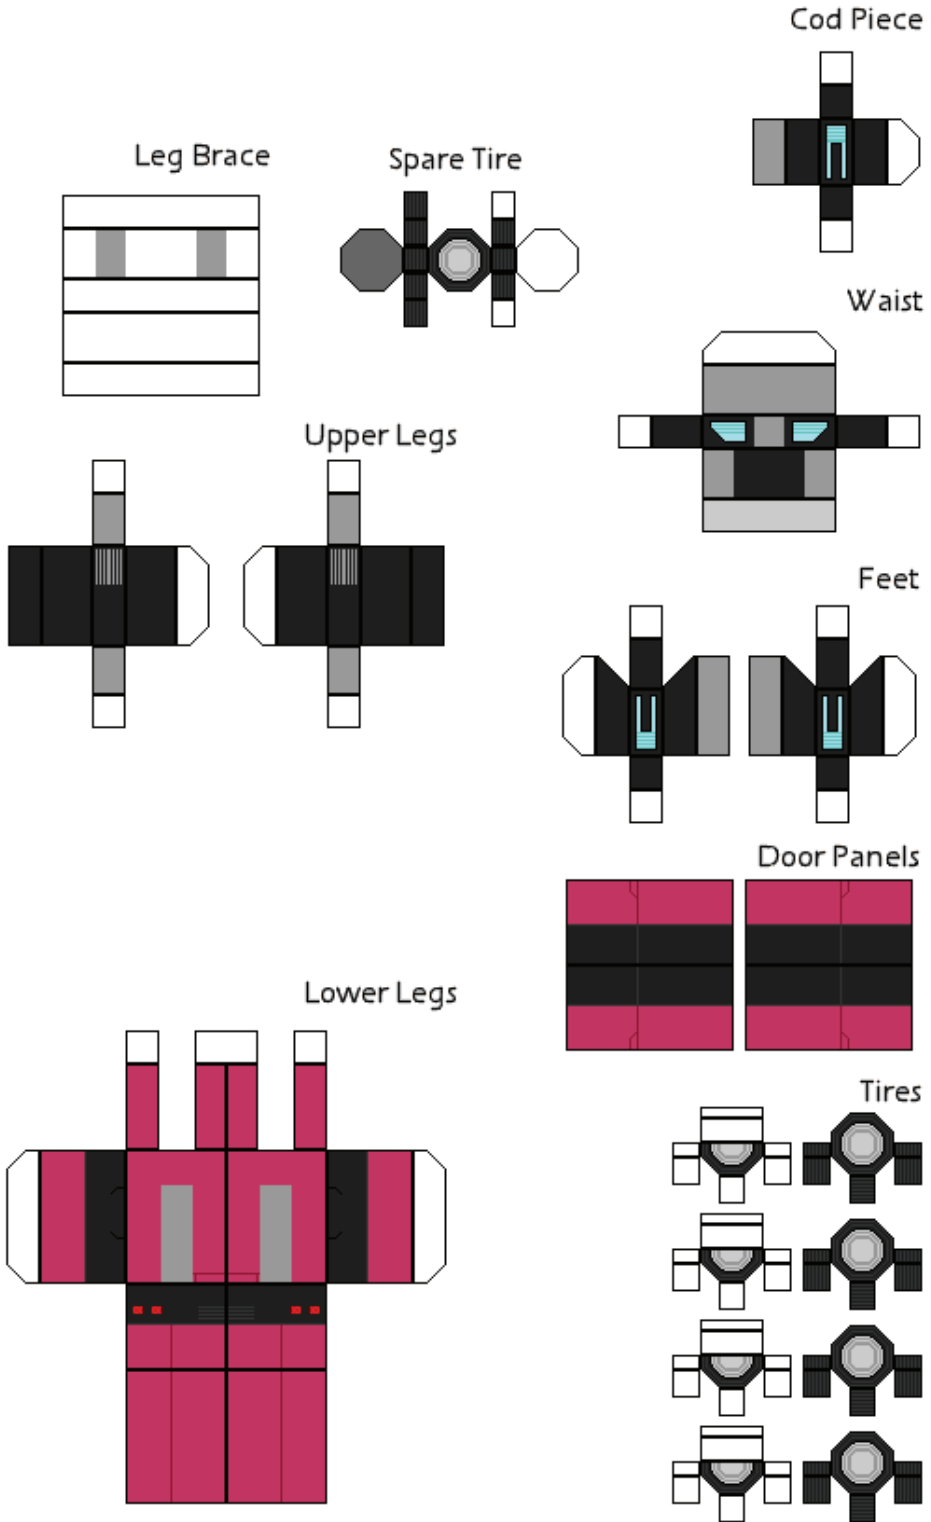 Cod Piece
Leg Brace
Spare Tire
Waist
Upper Legs
Feet
Door Panels
Lower Legs
Tires